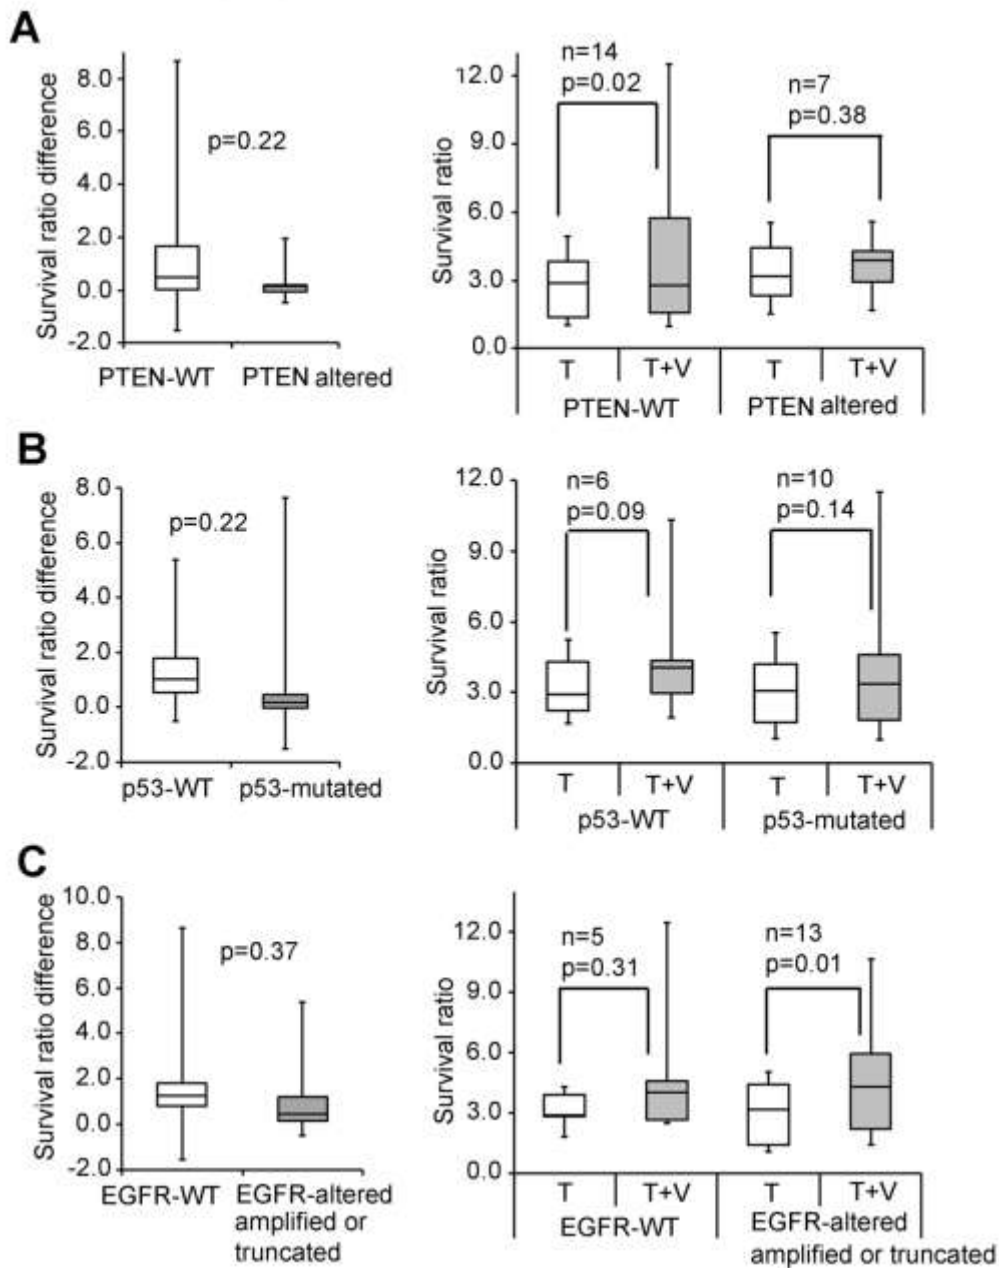 A
Survival ratio difference
8.0
6.0
4.0
2.0
0.0
-2.0
p=0.22
PTEN-WT
PTEN altered
Survival ratio
12.0
9.0
6.0
3.0
0.0
n=14
p=0.02
n=7
p=0.38
T
T+V
T
T+V
PTEN-WT
PTEN altered
B
Survival ratio difference
8.0
6.0
4.0
2.0
0.0
-2.0
p=0.22
p53-WT
p53-mutated
Survival ratio
12.0
9.0
6.0
3.0
0.0
n=6
p=0.09
n=10
p=0.14
T
T+V
T
T+V
p53-WT
p53-mutated
C
Survival ratio difference
10.0
8.0
6.0
4.0
2.0
0.0
-2.0
p=0.37
EGFR-WT
EGFR-altered
amplified or
truncated
Survival ratio
12.0
9.0
6.0
3.0
0.0
n=5
p=0.31
n=13
p=0.01
T
T+V
T
T+V
EGFR-WT
EGFR-altered
amplified or truncated